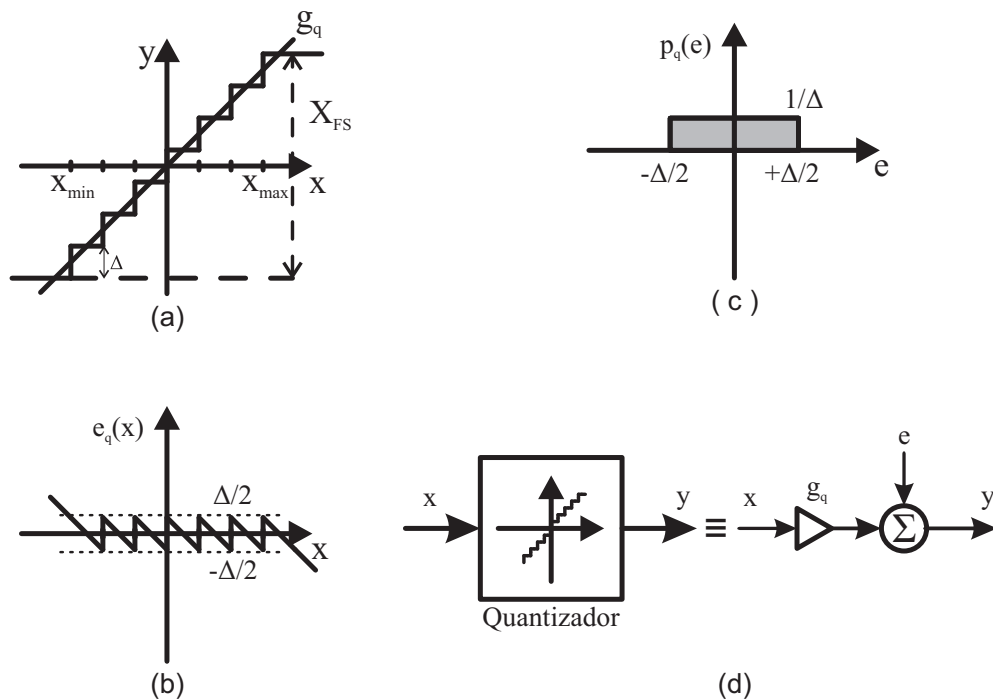 g_q
y
X_FS
x_min
x_max
x
Δ
(a)
p_q(e)
1/Δ
-Δ/2
+Δ/2
e
( c )
e_q(x)
Δ/2
x
-Δ/2
(b)
x
y
≡
x
g_q
e
Σ
y
Quantizador
(d)